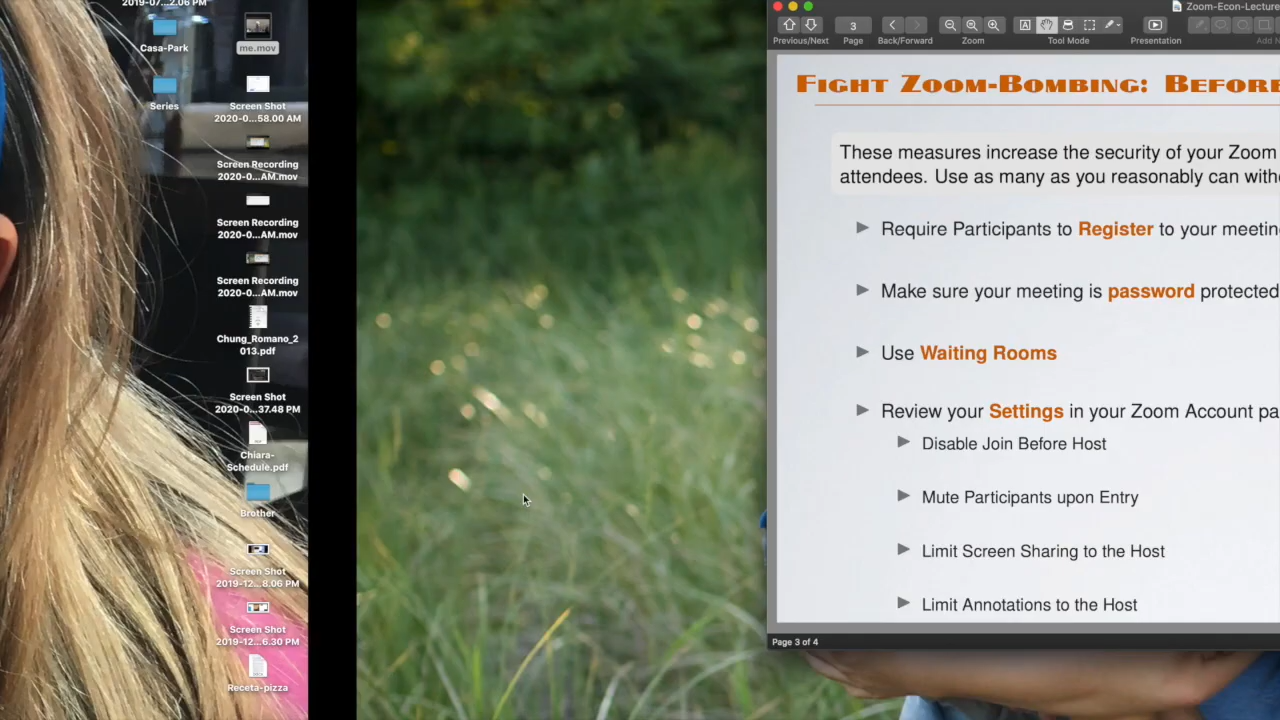 2019-07...2.06 PM
Casa-Park
Series
me.mov
Screen Shot
2020-0...58.00 AM
Screen Recording
2020-0...AM.mov
Screen Recording
2020-0...AM.mov
Screen Recording
2020-0...AM.mov
Chung_Romano_2
013.pdf
Screen Shot
2020-0...37.48 PM
Chiara-
Schedule.pdf
Brother
Screen Shot
2019-12...8.06 PM
Screen Shot
2019-12...6.30 PM
Receta-pizza
Zoom-Econ-Lecture
3
Previous/Next
Page
Back/Forward
Zoom
Tool Mode
Presentation
Add N
Fight Zoom-Bombing: Before
These measures increase the security of your Zoom
attendees. Use as many as you reasonably can with
Require Participants to Register to your meetin
Make sure your meeting is password protected
Use Waiting Rooms
Review your Settings in your Zoom Account pa
Disable Join Before Host
Mute Participants upon Entry
Limit Screen Sharing to the Host
Limit Annotations to the Host
Page 3 of 4